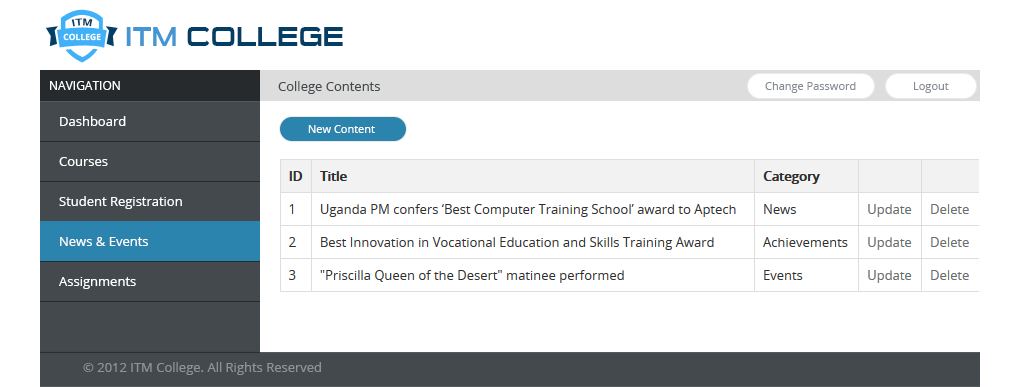 ITM
COLLEGE
ITM COLLEGE
NAVIGATION
College Contents Change Password Logout
Dashboard
Courses
Student Registration
News & Events
Assignments
New Content
ID Title Category
1 Uganda PM confers ‘Best Computer Training School’ award to Aptech News Update Delete
2 Best Innovation in Vocational Education and Skills Training Award Achievements Update Delete
3 "Priscilla Queen of the Desert" matinee performed Events Update Delete
© 2012 ITM College. All Rights Reserved